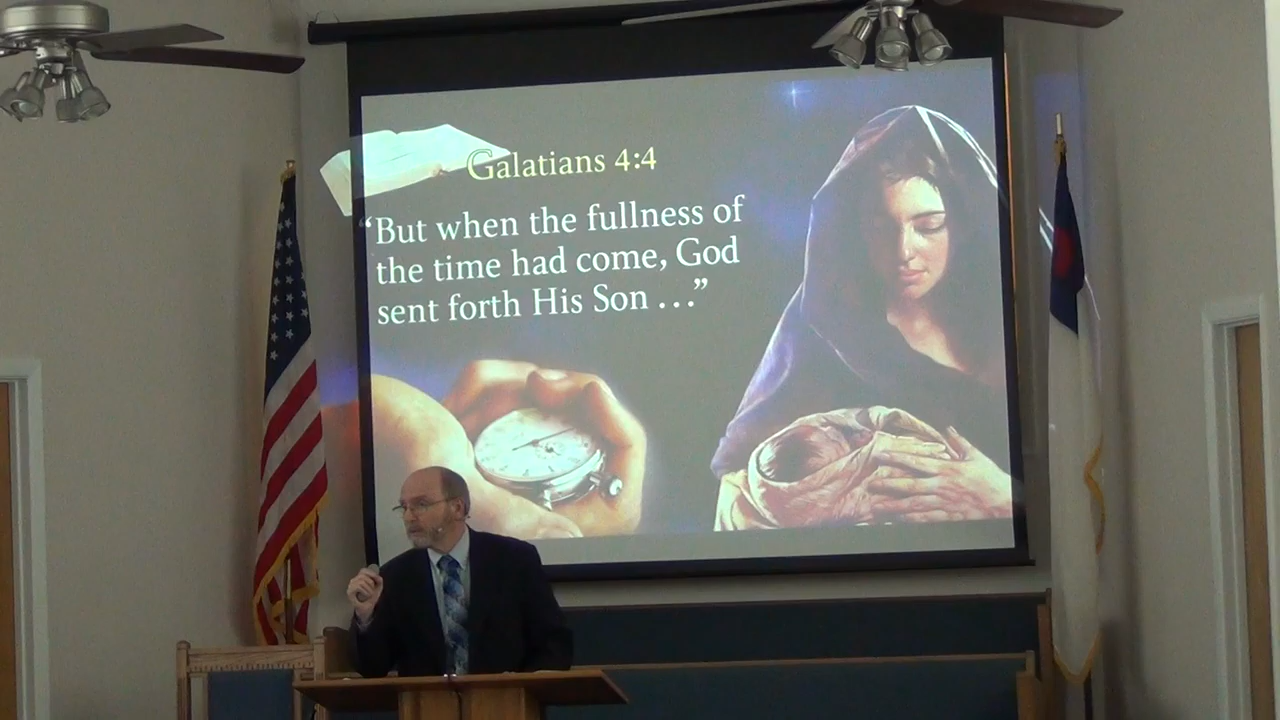 Galatians 4:4
“But when the fullness of
the time had come, God
sent forth His Son ...”